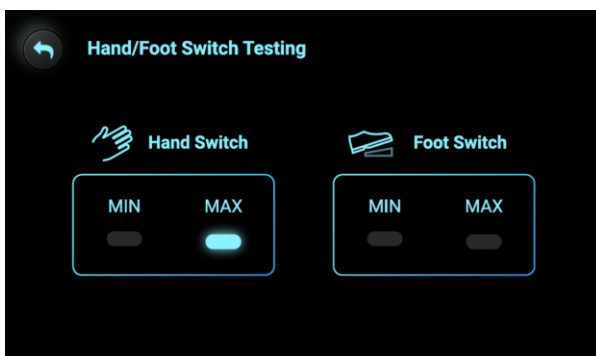 Hand/Foot Switch Testing
Hand Switch
MIN MAX
Foot Switch
MIN MAX